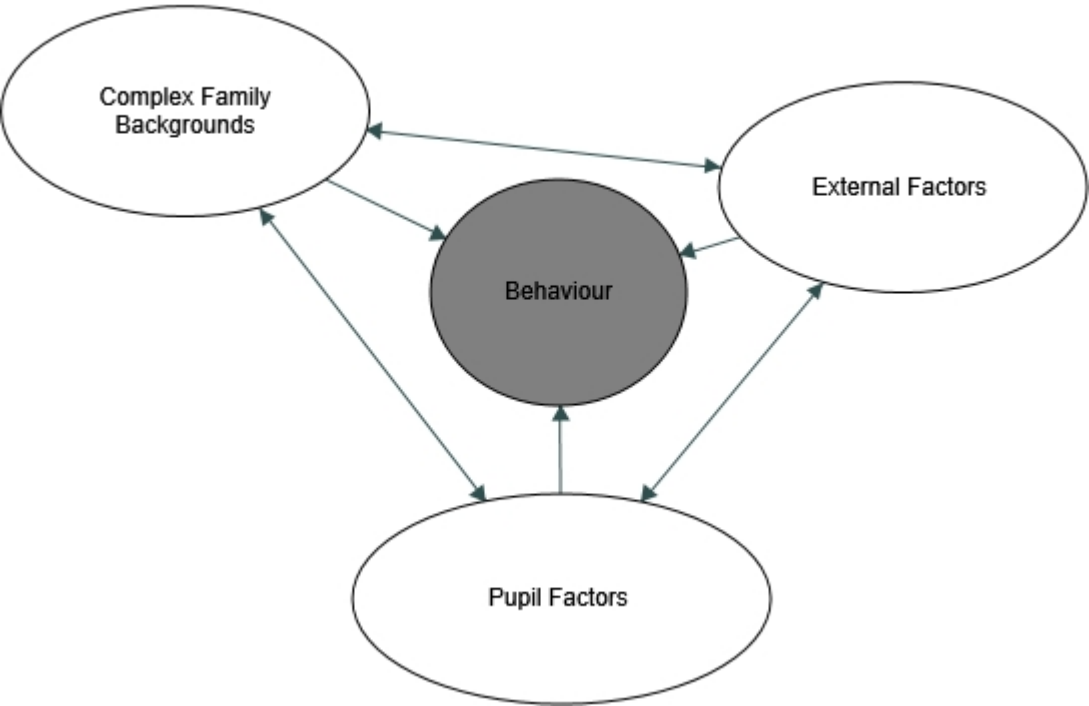 Complex Family
Backgrounds
External Factors
Behaviour
Pupil Factors